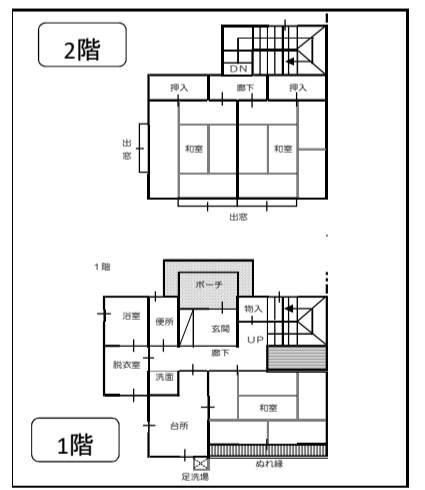 2階
DN
押入
廊下
押入
出窓
和室
和室
出窓
1階
ポーチ
浴室
便所
玄関
物入
UP
廊下
脱衣室
洗面
和室
台所
1階
ぬれ縁
足洗場